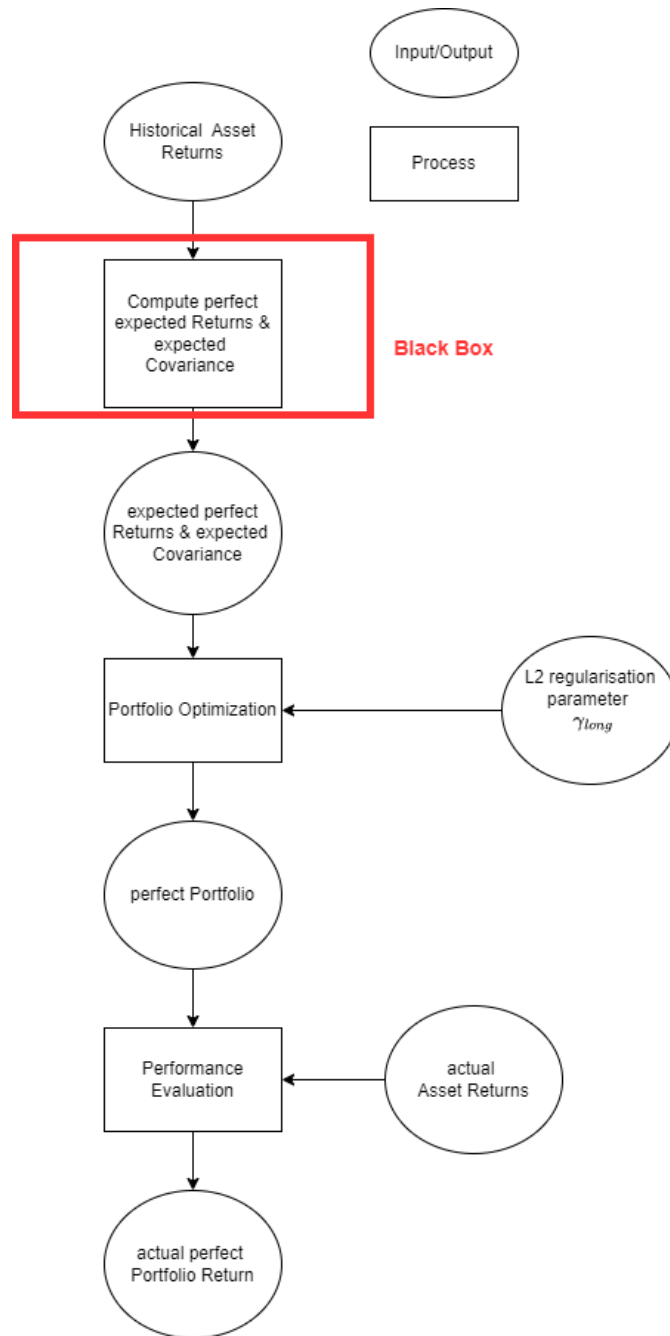 Input/Output
Historical Asset
Returns
Process
Compute perfect
expected Returns &
expected
Covariance
Black Box
expected perfect
Returns & expected
Covariance
L2 regularisation
parameter
γlong
Portfolio Optimization
perfect Portfolio
Performance
Evaluation
actual
Asset Returns
actual perfect
Portfolio Return